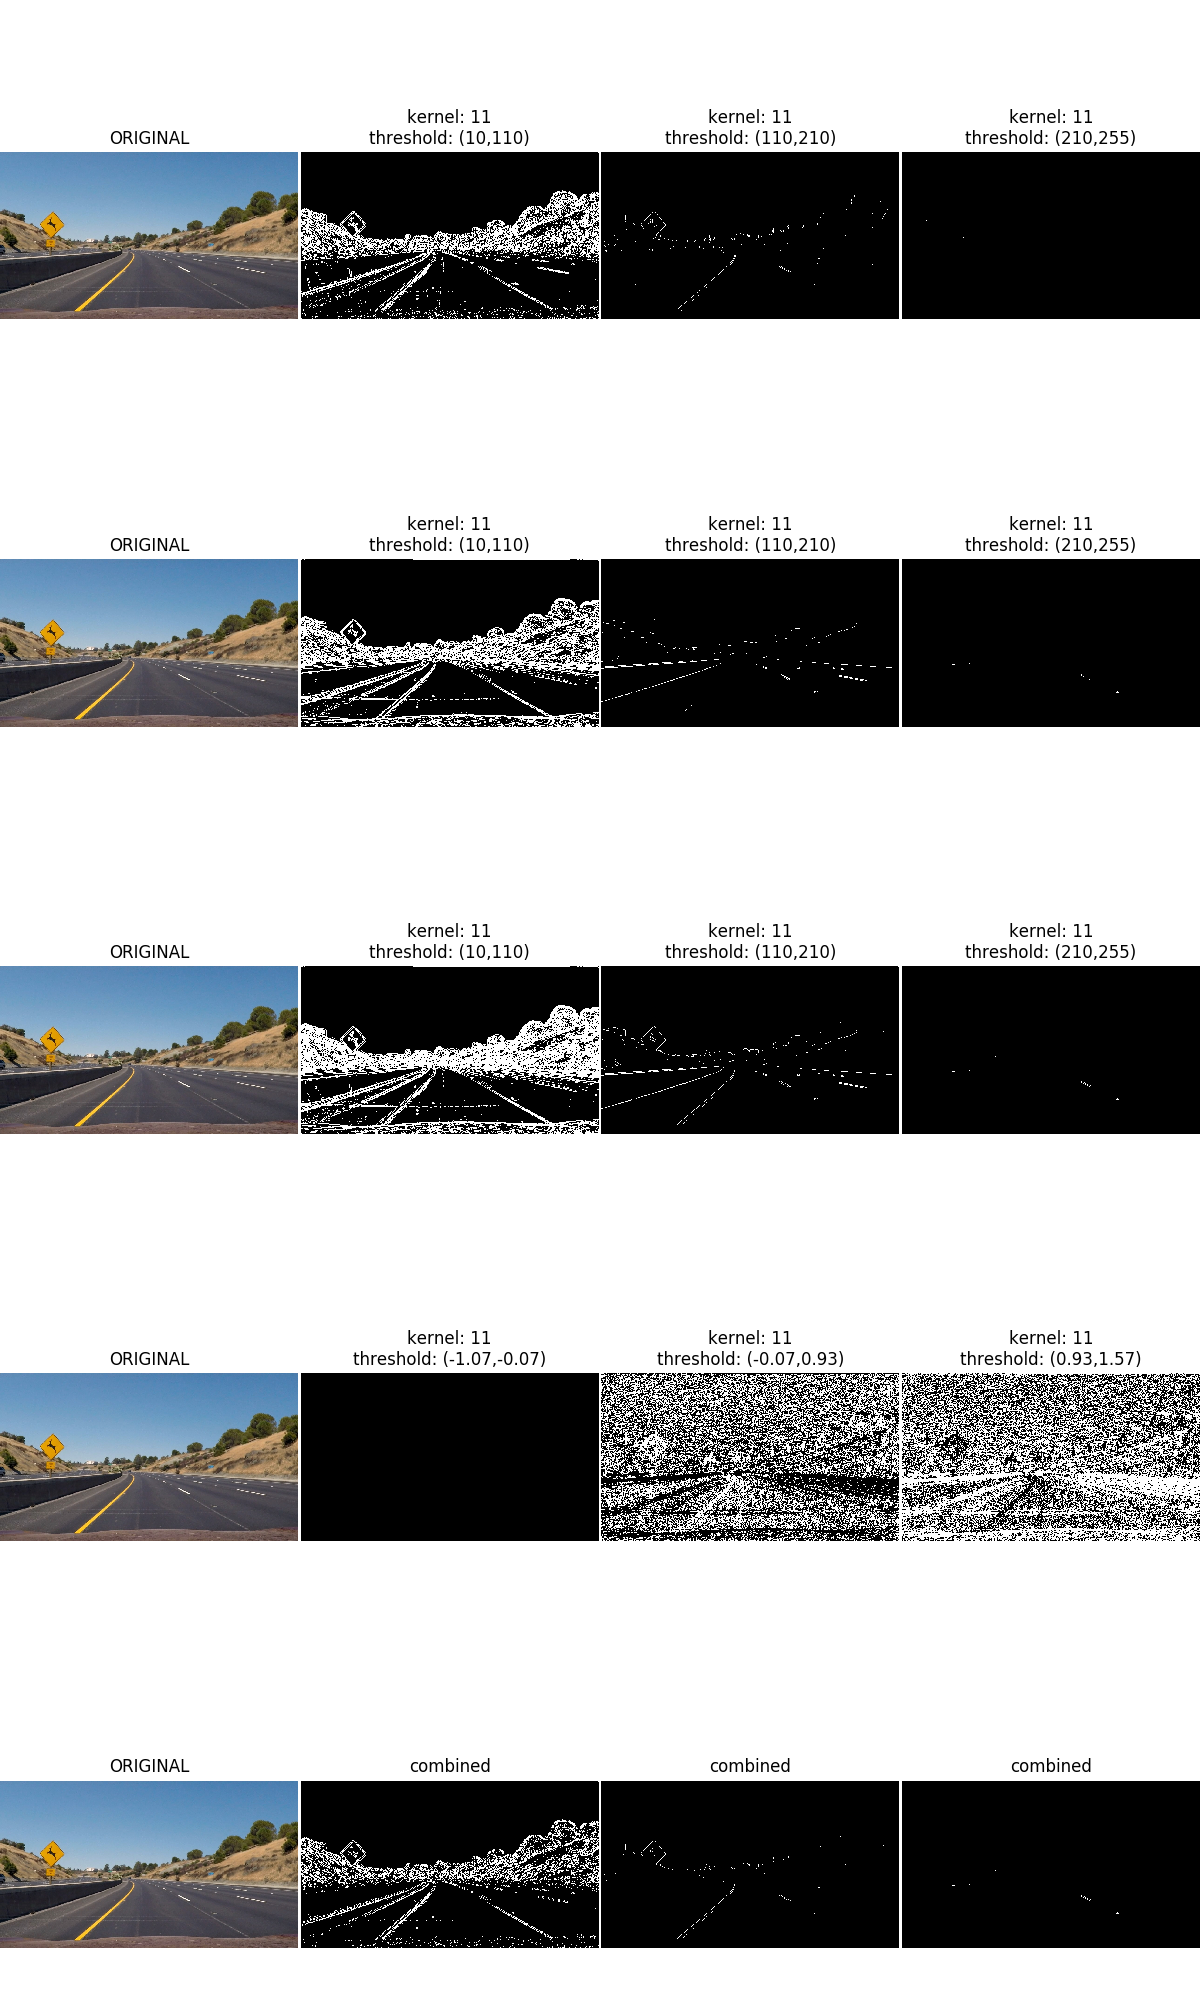 ORIGINAL
kernel: 11
threshold: (10,110)
kernel: 11
threshold: (110,210)
kernel: 11
threshold: (210,255)
ORIGINAL
kernel: 11
threshold: (10,110)
kernel: 11
threshold: (110,210)
kernel: 11
threshold: (210,255)
ORIGINAL
kernel: 11
threshold: (10,110)
kernel: 11
threshold: (110,210)
kernel: 11
threshold: (210,255)
ORIGINAL
kernel: 11
threshold: (-1.07,-0.07)
kernel: 11
threshold: (-0.07,0.93)
kernel: 11
threshold: (0.93,1.57)
ORIGINAL
combined
combined
combined